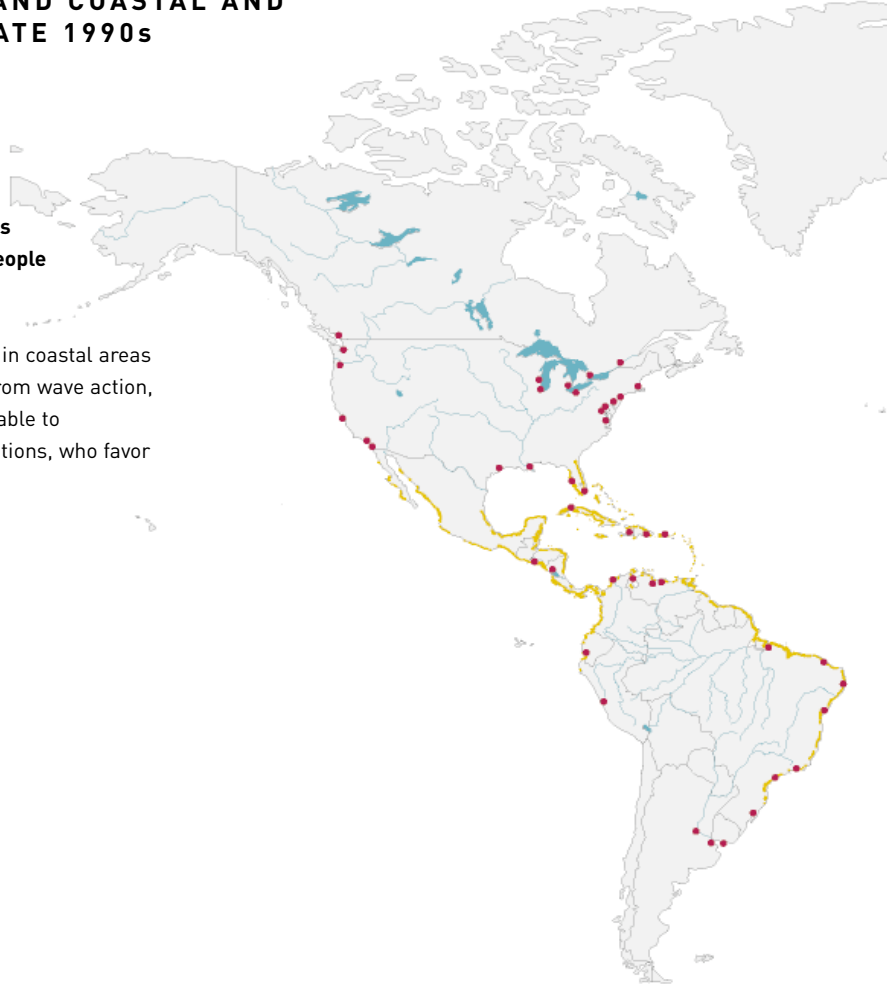 AND COASTAL AND
ATE 1990s
s
eople
in coastal areas
rom wave action,
able to
tions, who favor